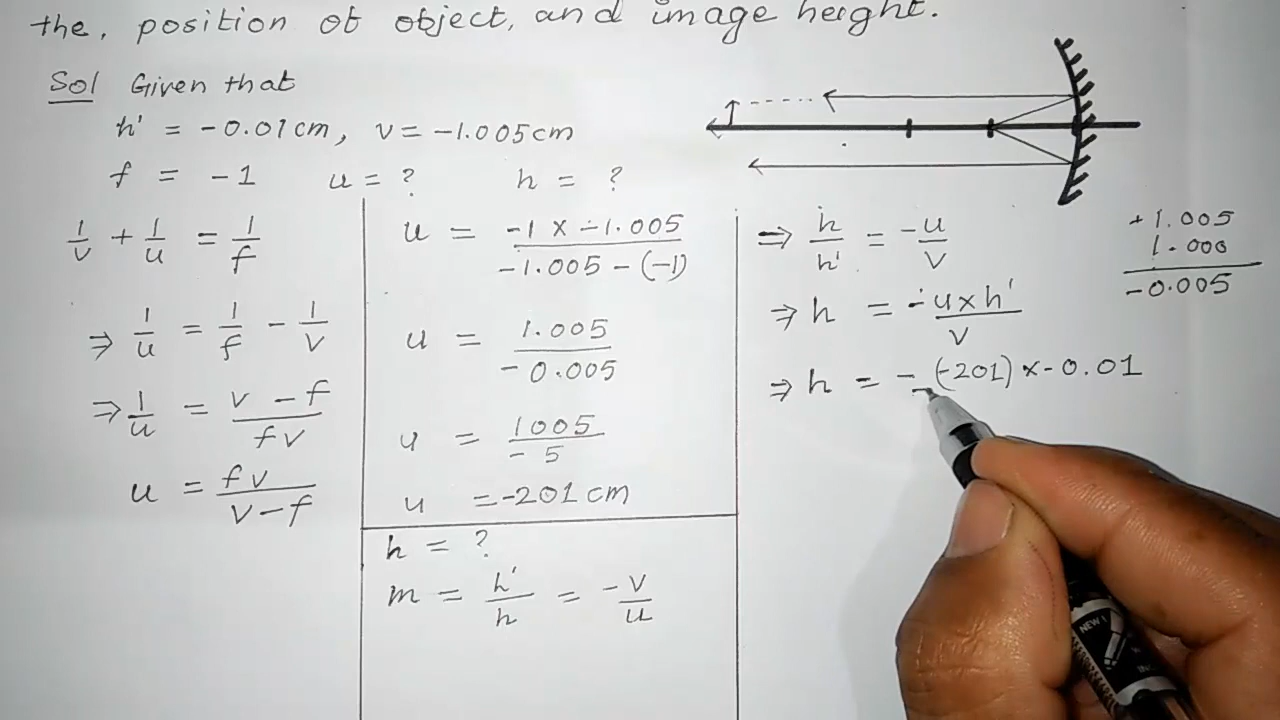 the, position of object, and image height.
Sol Given that
h' = -0.01cm, v = -1.005cm
f = -1 u = ? h = ?
1/v + 1/u = 1/f
⇒ 1/u = 1/f - 1/v
⇒ 1/u = v - f / fv
u = fv / v - f
u = -1 x -1.005 / -1.005 - (-1)
u = 1.005 / -0.005
u = 1005 / -5
u = -201 cm
h = ?
m = h'/h = -v/u
⇒ h/h' = -u/v
⇒ h = -u x h' / v
⇒ h = - (-201) x -0.01
+1.005
1.000
-0.005
NEW!